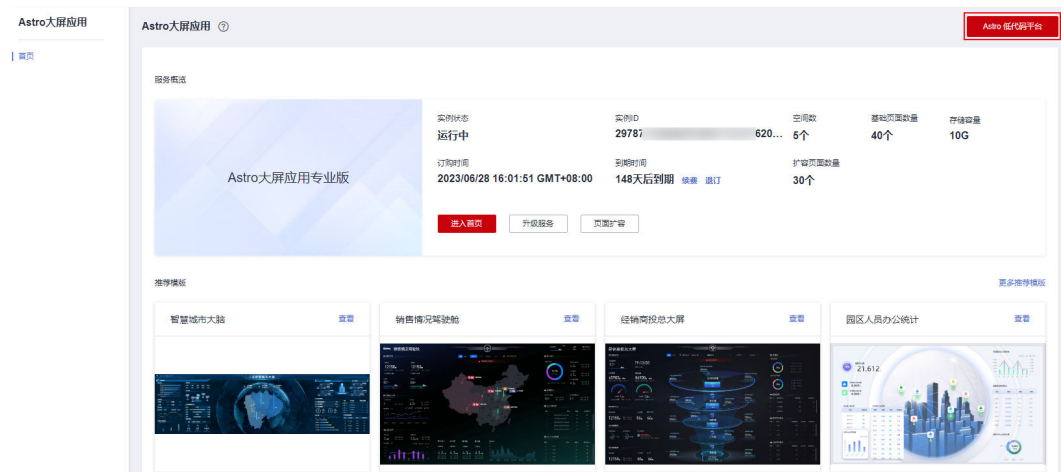 Astro大屏应用
首页
Astro大屏应用
Astro 低代码平台
服务概览
Astro大屏应用专业版
实例状态
运行中
实例ID
29787 620...
空间数
5个
基础页面数量
40个
存储容量
10G
订购时间
2023/06/28 16:01:51 GMT+08:00
到期时间
148天后到期 续费 退订
扩容页面数量
30个
进入首页 升级服务 页面扩容
推荐模版
更多推荐模版
智慧城市大脑 查看
销售情况驾驶舱 查看
经销商投总大屏 查看
园区人员办公统计 查看
21,612